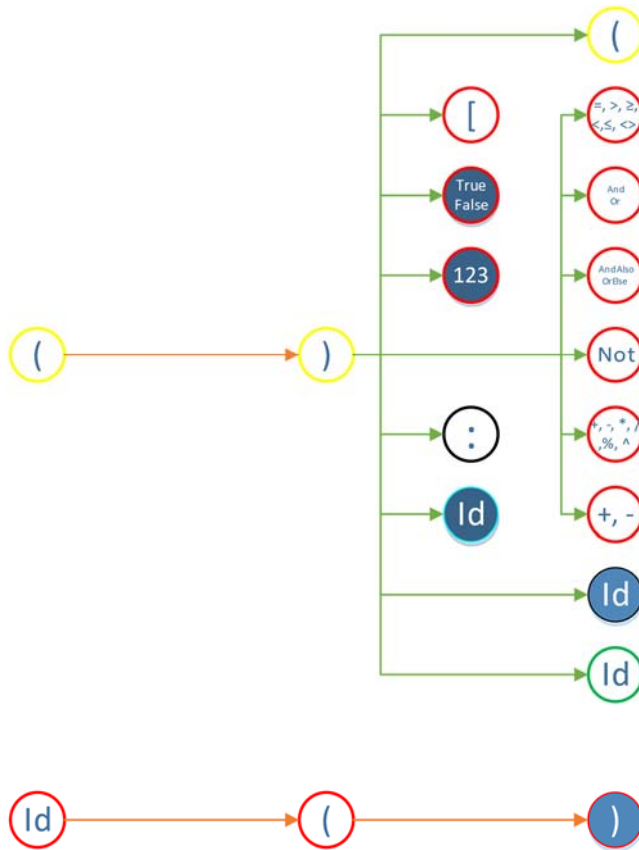 (
[
=, >, ≥,
<,≤, <>
True
False
And
Or
123
AndAlso
OrElse
(
)
Not
:
+, -, *, /
,%, ^
Id
+, -
Id
Id
Id
(
)